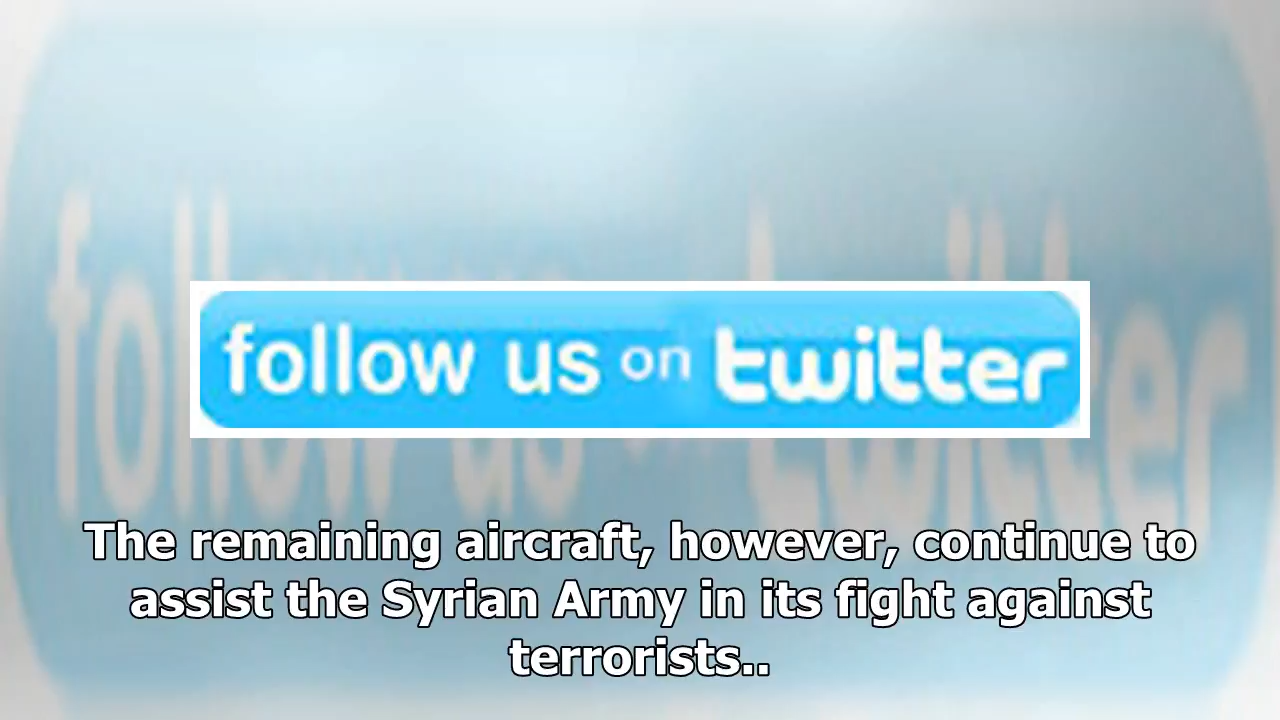 follow us on twitter
The remaining aircraft, however, continue to
assist the Syrian Army in its fight against
terrorists..